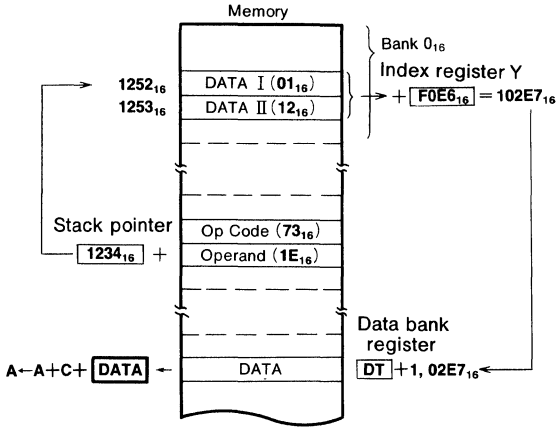 Memory
Bank 0₁₆
Index register Y
1252₁₆ DATA Ⅰ (01₁₆)
1253₁₆ DATA Ⅱ (12₁₆) + F0E6₁₆ = 102E7₁₆
Stack pointer
Op Code (73₁₆)
1234₁₆ + Operand (1E₁₆)
Data bank
register
A←A+C+ DATA ← DATA DT +1, 02E7₁₆